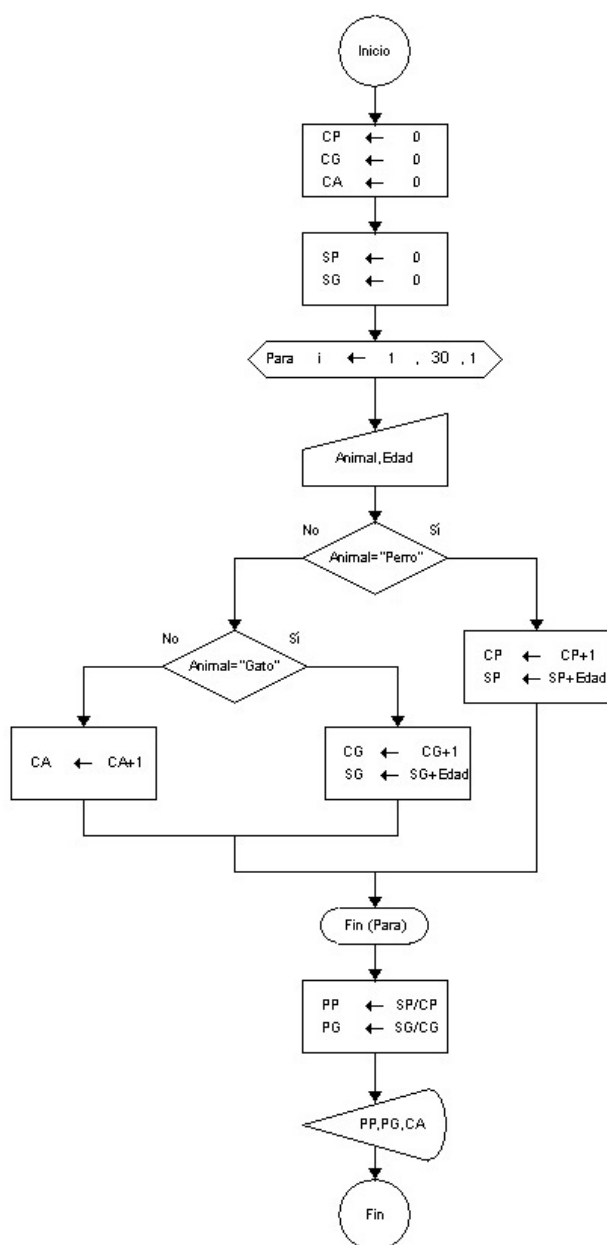 Inicio
CP ← 0
CG ← 0
CA ← 0
SP ← 0
SG ← 0
Para i ← 1 , 30 ,1
Animal,Edad
No
Sí
Animal="Perro"
No
Sí
Animal="Gato"
CP ← CP+1
SP ← SP+Edad
CA ← CA+1
CG ← CG+1
SG ← SG+Edad
Fin (Para)
PP ← SP/CP
PG ← SG/CG
PP,PG,CA
Fin